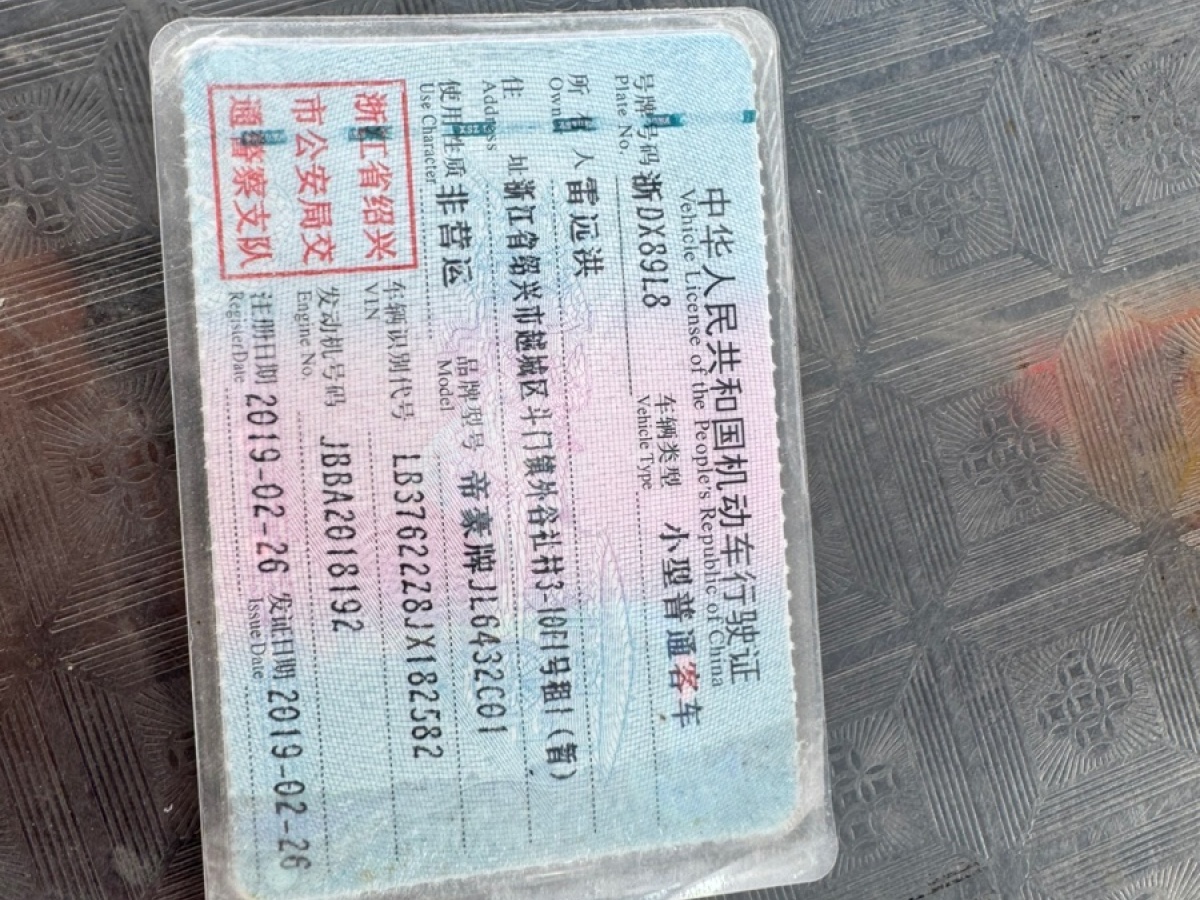 中华人民共和国机动车行驶证
Vehicle License of the People's Republic of China
号牌号码 浙DX89L8 车辆类型 小型普通客车
Plate No. Vehicle Type
所有人 雷远洪
Owner
住址 浙江省绍兴市越城区斗门镇外谷社村3-10F1号租1(暂)
Address
使用性质 非营运 品牌型号 帝豪牌JL6432C01
Use Character Model
浙江省绍兴
市公安局交
通警察支队
车辆识别代号 LB37622Z8JX182582
VIN
发动机号码 JBBA2018192
Engine No.
注册日期 2019-02-26 发证日期 2019-02-26
Register Date Issue Date